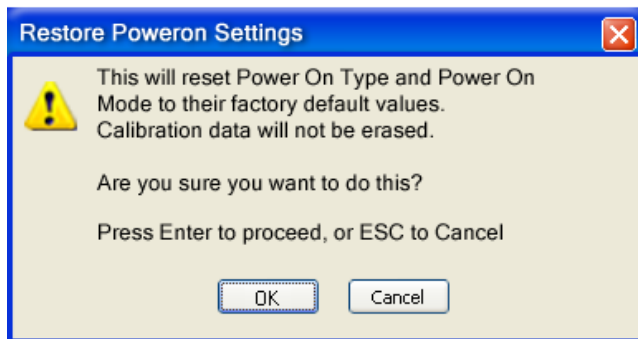 Restore Poweron Settings
This will reset Power On Type and Power On
Mode to their factory default values.
Calibration data will not be erased.
Are you sure you want to do this?
Press Enter to proceed, or ESC to Cancel
OK
Cancel